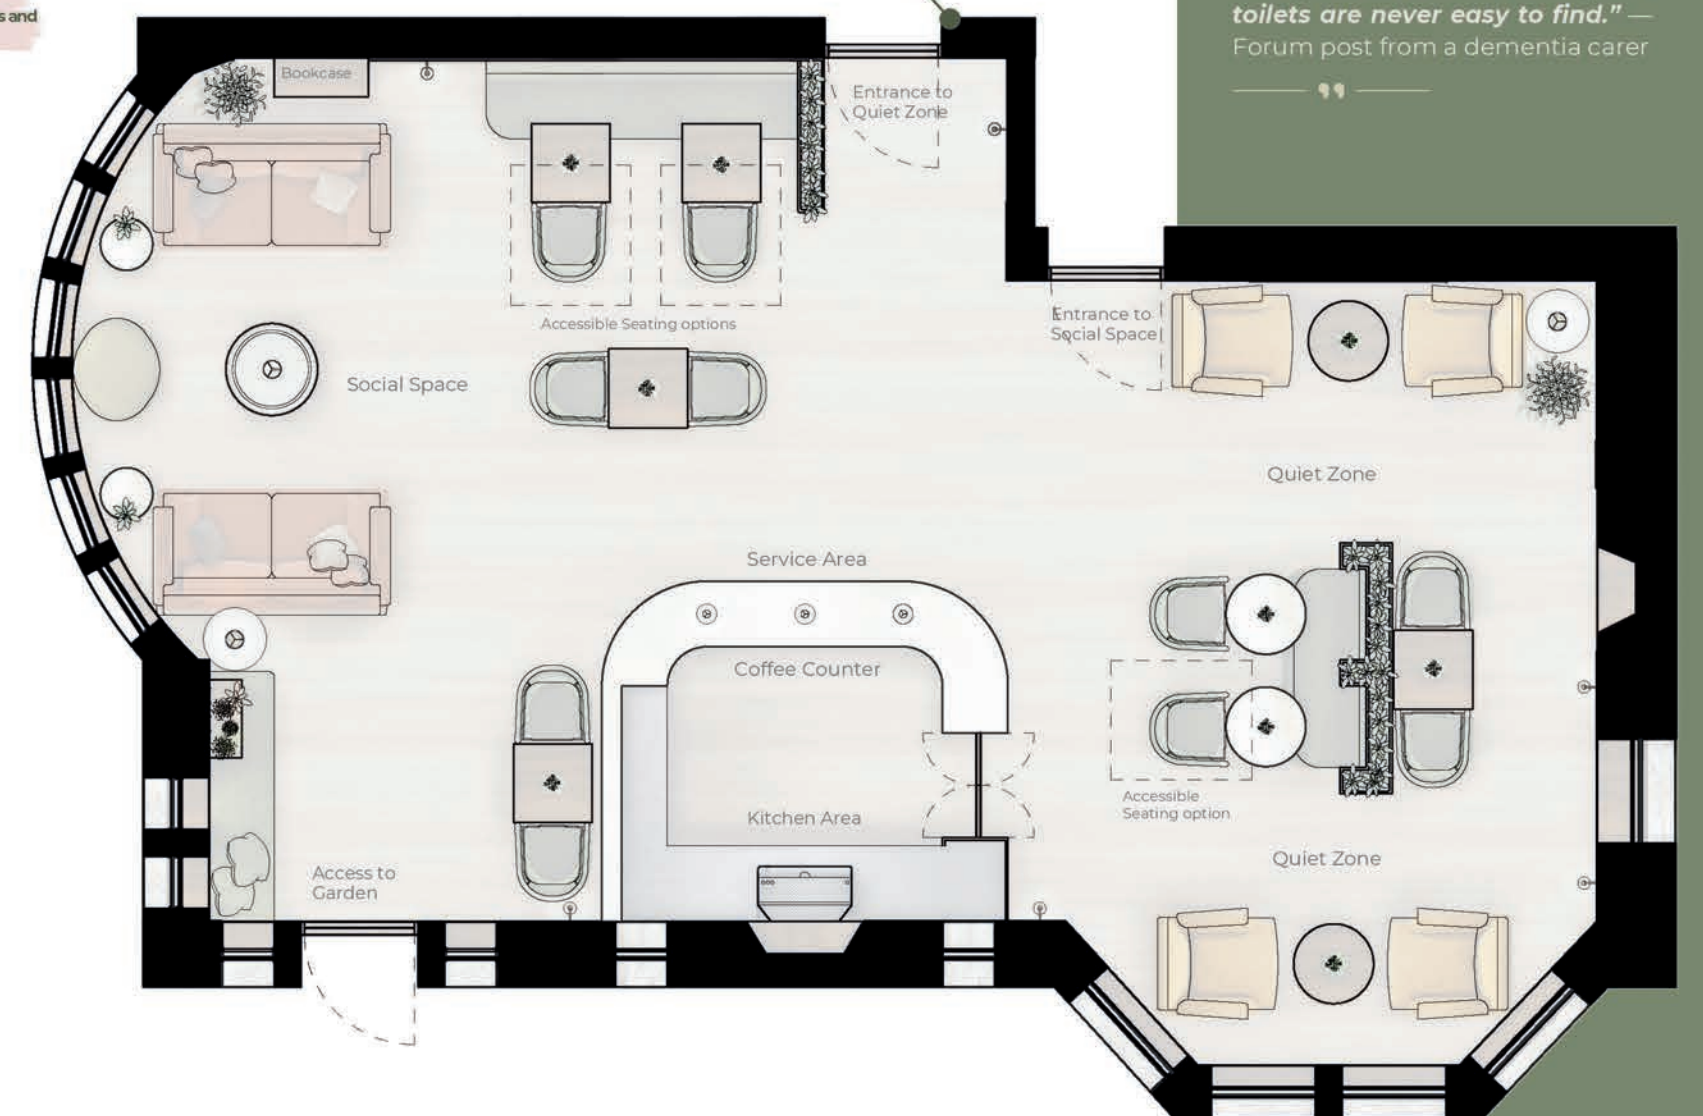 s and
toilets are never easy to find.” —
Forum post from a dementia carer
”
Bookcase
Entrance to
Quiet Zone
Accessible Seating options
Entrance to
Social Space
Social Space
Quiet Zone
Service Area
Coffee Counter
Kitchen Area
Accessible
Seating option
Quiet Zone
Access to
Garden